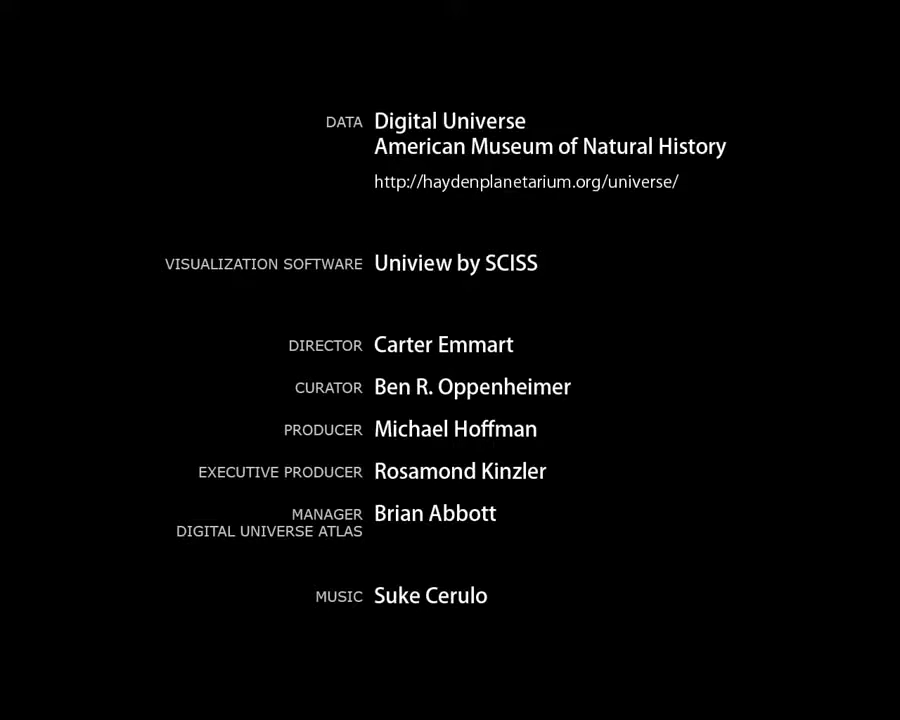 DATA Digital Universe
American Museum of Natural History
http://haydenplanetarium.org/universe/
VISUALIZATION SOFTWARE Uniview by SCISS
DIRECTOR Carter Emmart
CURATOR Ben R. Oppenheimer
PRODUCER Michael Hoffman
EXECUTIVE PRODUCER Rosamond Kinzler
MANAGER Brian Abbott
DIGITAL UNIVERSE ATLAS
MUSIC Suke Cerulo